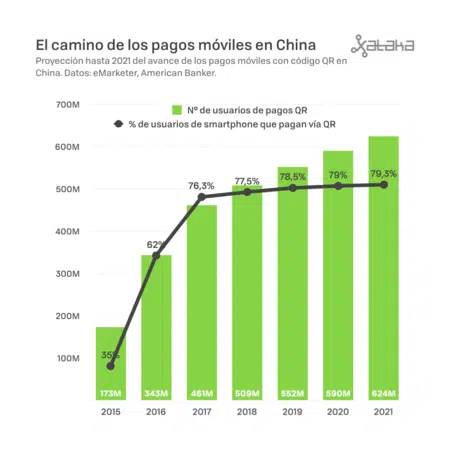 El camino de los pagos móviles en China
xataka
Proyección hasta 2021 del avance de los pagos móviles con código QR en
China. Datos: eMarketer, American Banker.
700M
Nº de usuarios de pagos QR
% de usuarios de smartphone que pagan vía QR
600M
500M
400M
300M
200M
100M
35%
62%
76,3%
77,5%
78,5%
79%
79,3%
173M
343M
461M
509M
552M
590M
624M
2015
2016
2017
2018
2019
2020
2021